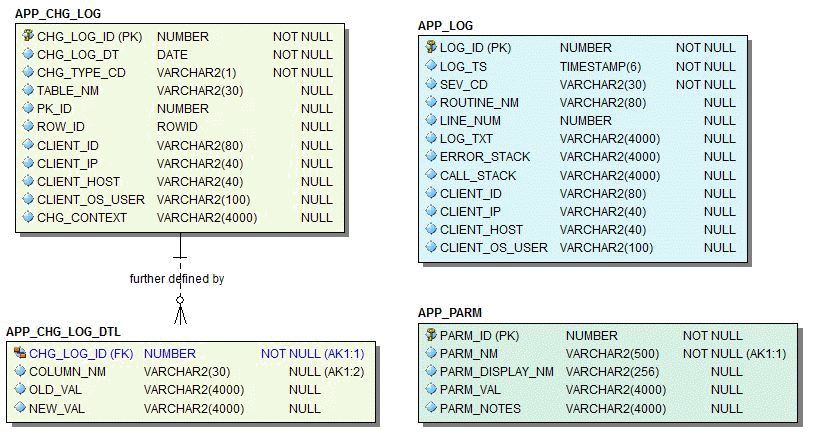 APP_CHG_LOG
CHG_LOG_ID (PK) NUMBER NOT NULL
CHG_LOG_DT DATE NOT NULL
CHG_TYPE_CD VARCHAR2(1) NOT NULL
TABLE_NM VARCHAR2(30) NULL
PK_ID NUMBER NULL
ROW_ID ROWID NULL
CLIENT_ID VARCHAR2(80) NULL
CLIENT_IP VARCHAR2(40) NULL
CLIENT_HOST VARCHAR2(40) NULL
CLIENT_OS_USER VARCHAR2(100) NULL
CHG_CONTEXT VARCHAR2(4000) NULL
further defined by
APP_CHG_LOG_DTL
CHG_LOG_ID (FK) NUMBER NOT NULL (AK1:1)
COLUMN_NM VARCHAR2(30) NULL (AK1:2)
OLD_VAL VARCHAR2(4000) NULL
NEW_VAL VARCHAR2(4000) NULL
APP_LOG
LOG_ID (PK) NUMBER NOT NULL
LOG_TS TIMESTAMP(6) NOT NULL
SEV_CD VARCHAR2(30) NOT NULL
ROUTINE_NM VARCHAR2(80) NULL
LINE_NUM NUMBER NULL
LOG_TXT VARCHAR2(4000) NULL
ERROR_STACK VARCHAR2(4000) NULL
CALL_STACK VARCHAR2(4000) NULL
CLIENT_ID VARCHAR2(80) NULL
CLIENT_IP VARCHAR2(40) NULL
CLIENT_HOST VARCHAR2(40) NULL
CLIENT_OS_USER VARCHAR2(100) NULL
APP_PARM
PARM_ID (PK) NUMBER NOT NULL
PARM_NM VARCHAR2(500) NOT NULL (AK1:1)
PARM_DISPLAY_NM VARCHAR2(256) NULL
PARM_VAL VARCHAR2(4000) NULL
PARM_NOTES VARCHAR2(4000) NULL